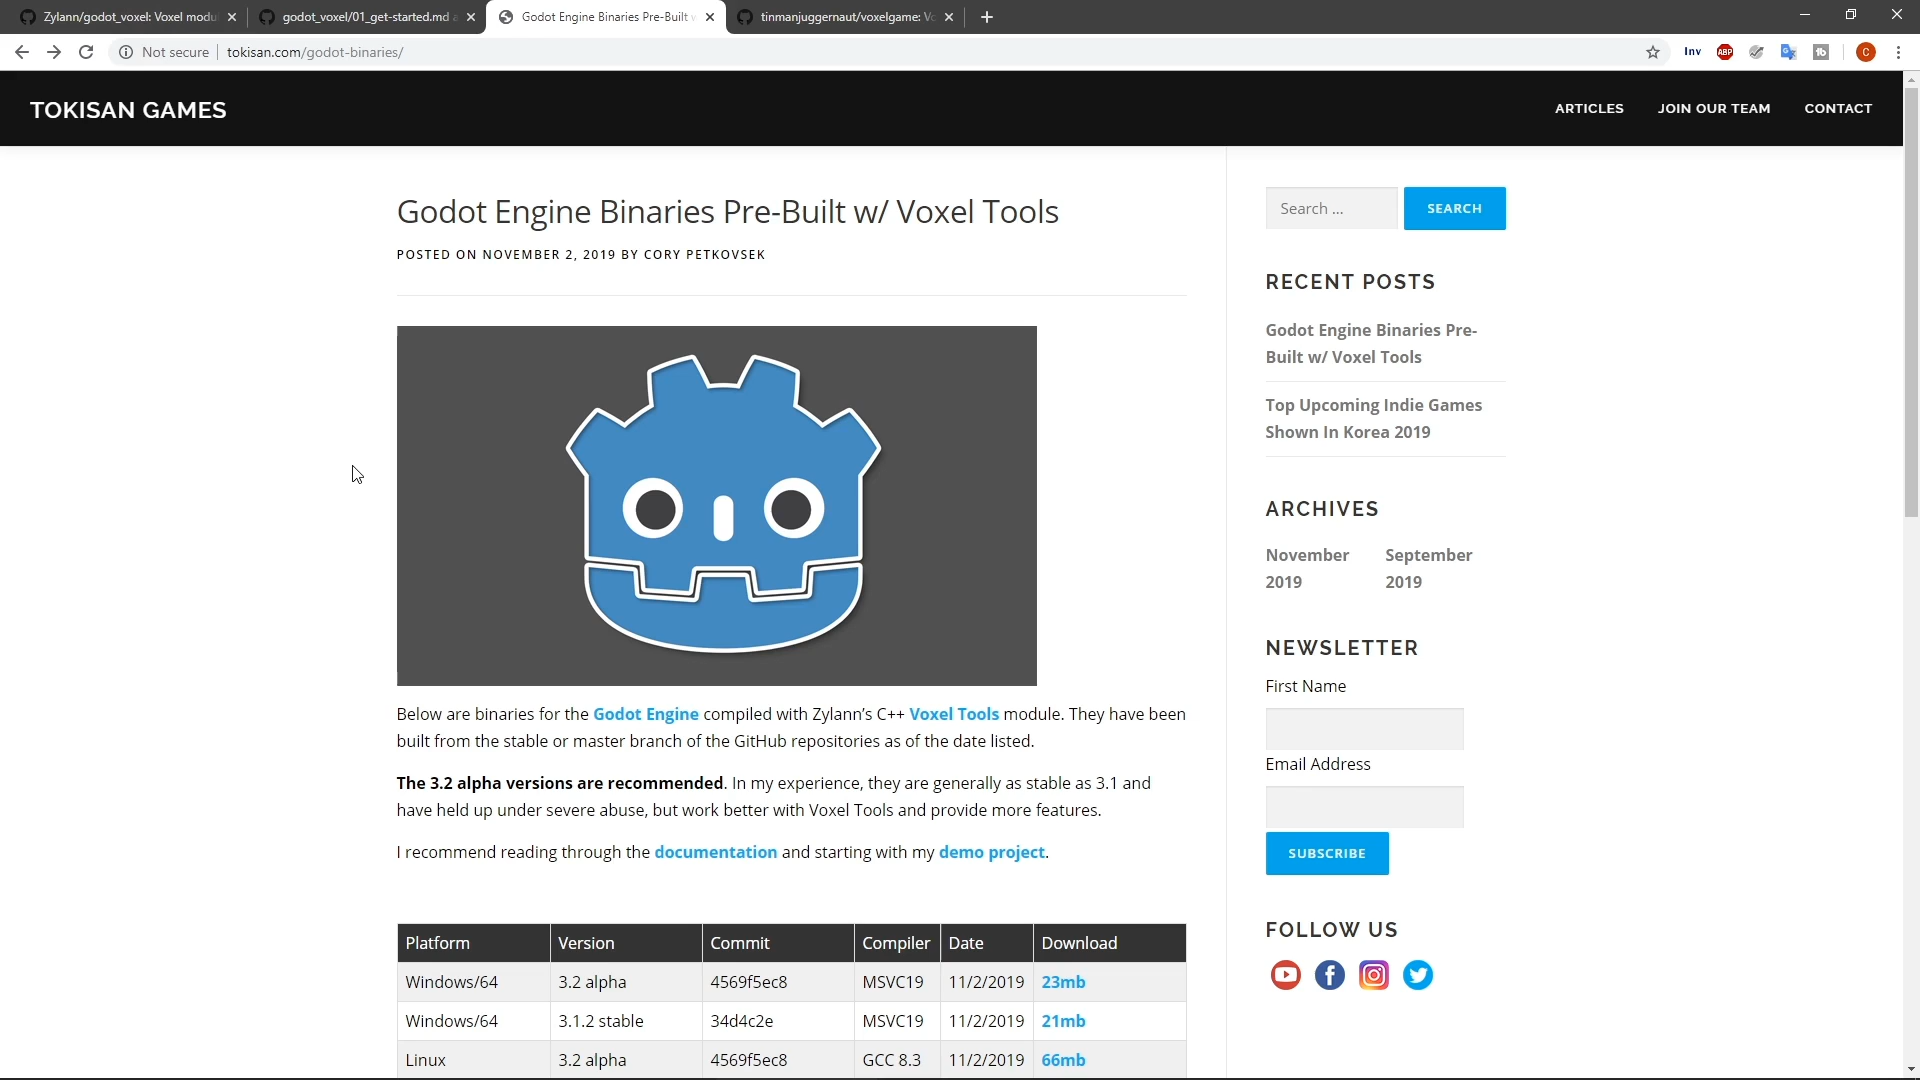 Zylann/godot_voxel: Voxel modu
godot_voxel/01_get-started.md a
Godot Engine Binaries Pre-Built w
tinmanjuggernaut/voxelgame: Vo
Not secure
tokisan.com/godot-binaries/
Inv
ABP
C
TOKISAN GAMES
ARTICLES
JOIN OUR TEAM
CONTACT
Godot Engine Binaries Pre-Built w/ Voxel Tools
POSTED ON NOVEMBER 2, 2019 BY CORY PETKOVSEK
Below are binaries for the Godot Engine compiled with Zylann’s C++ Voxel Tools module. They have been
built from the stable or master branch of the GitHub repositories as of the date listed.
The 3.2 alpha versions are recommended. In my experience, they are generally as stable as 3.1 and
have held up under severe abuse, but work better with Voxel Tools and provide more features.
I recommend reading through the documentation and starting with my demo project.
Platform Version Commit Compiler Date Download
Windows/64 3.2 alpha 4569f5ec8 MSVC19 11/2/2019 23mb
Windows/64 3.1.2 stable 34d4c2e MSVC19 11/2/2019 21mb
Linux 3.2 alpha 4569f5ec8 GCC 8.3 11/2/2019 66mb
Search ...
SEARCH
RECENT POSTS
Godot Engine Binaries Pre-
Built w/ Voxel Tools
Top Upcoming Indie Games
Shown In Korea 2019
ARCHIVES
November
2019
September
2019
NEWSLETTER
First Name
Email Address
SUBSCRIBE
FOLLOW US